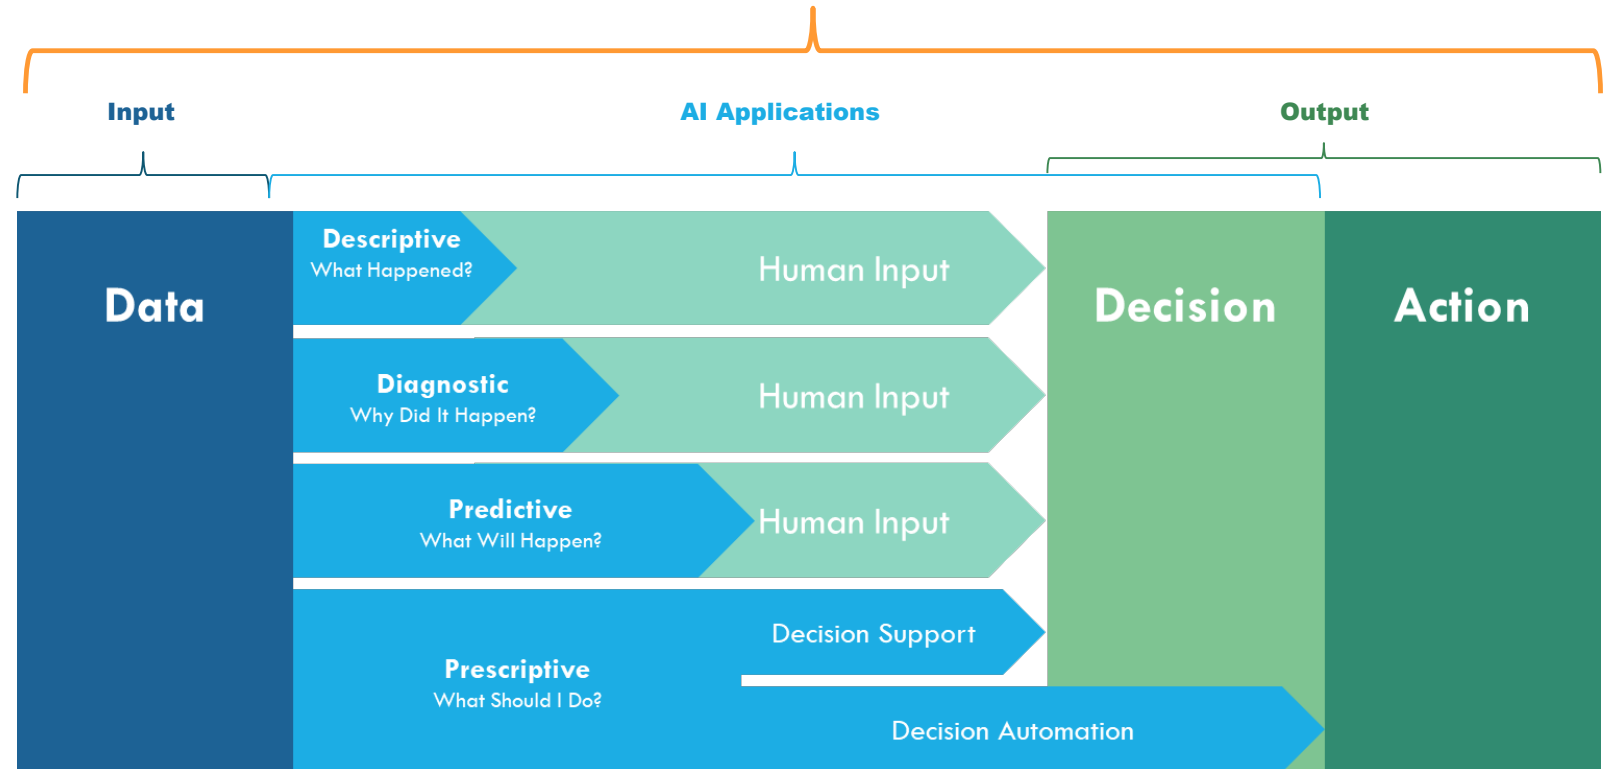 Input
AI Applications
Output
Data
Descriptive
What Happened?
Human Input
Decision
Action
Diagnostic
Why Did It Happen?
Human Input
Predictive
What Will Happen?
Human Input
Prescriptive
What Should I Do?
Decision Support
Decision Automation